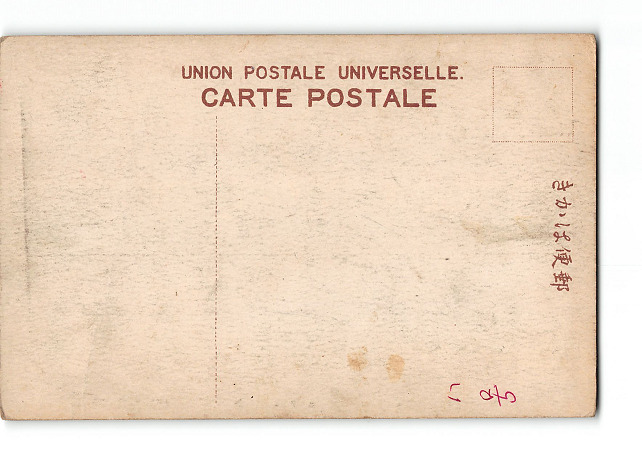 UNION POSTALE UNIVERSELLE.
CARTE POSTALE
きかは便郵